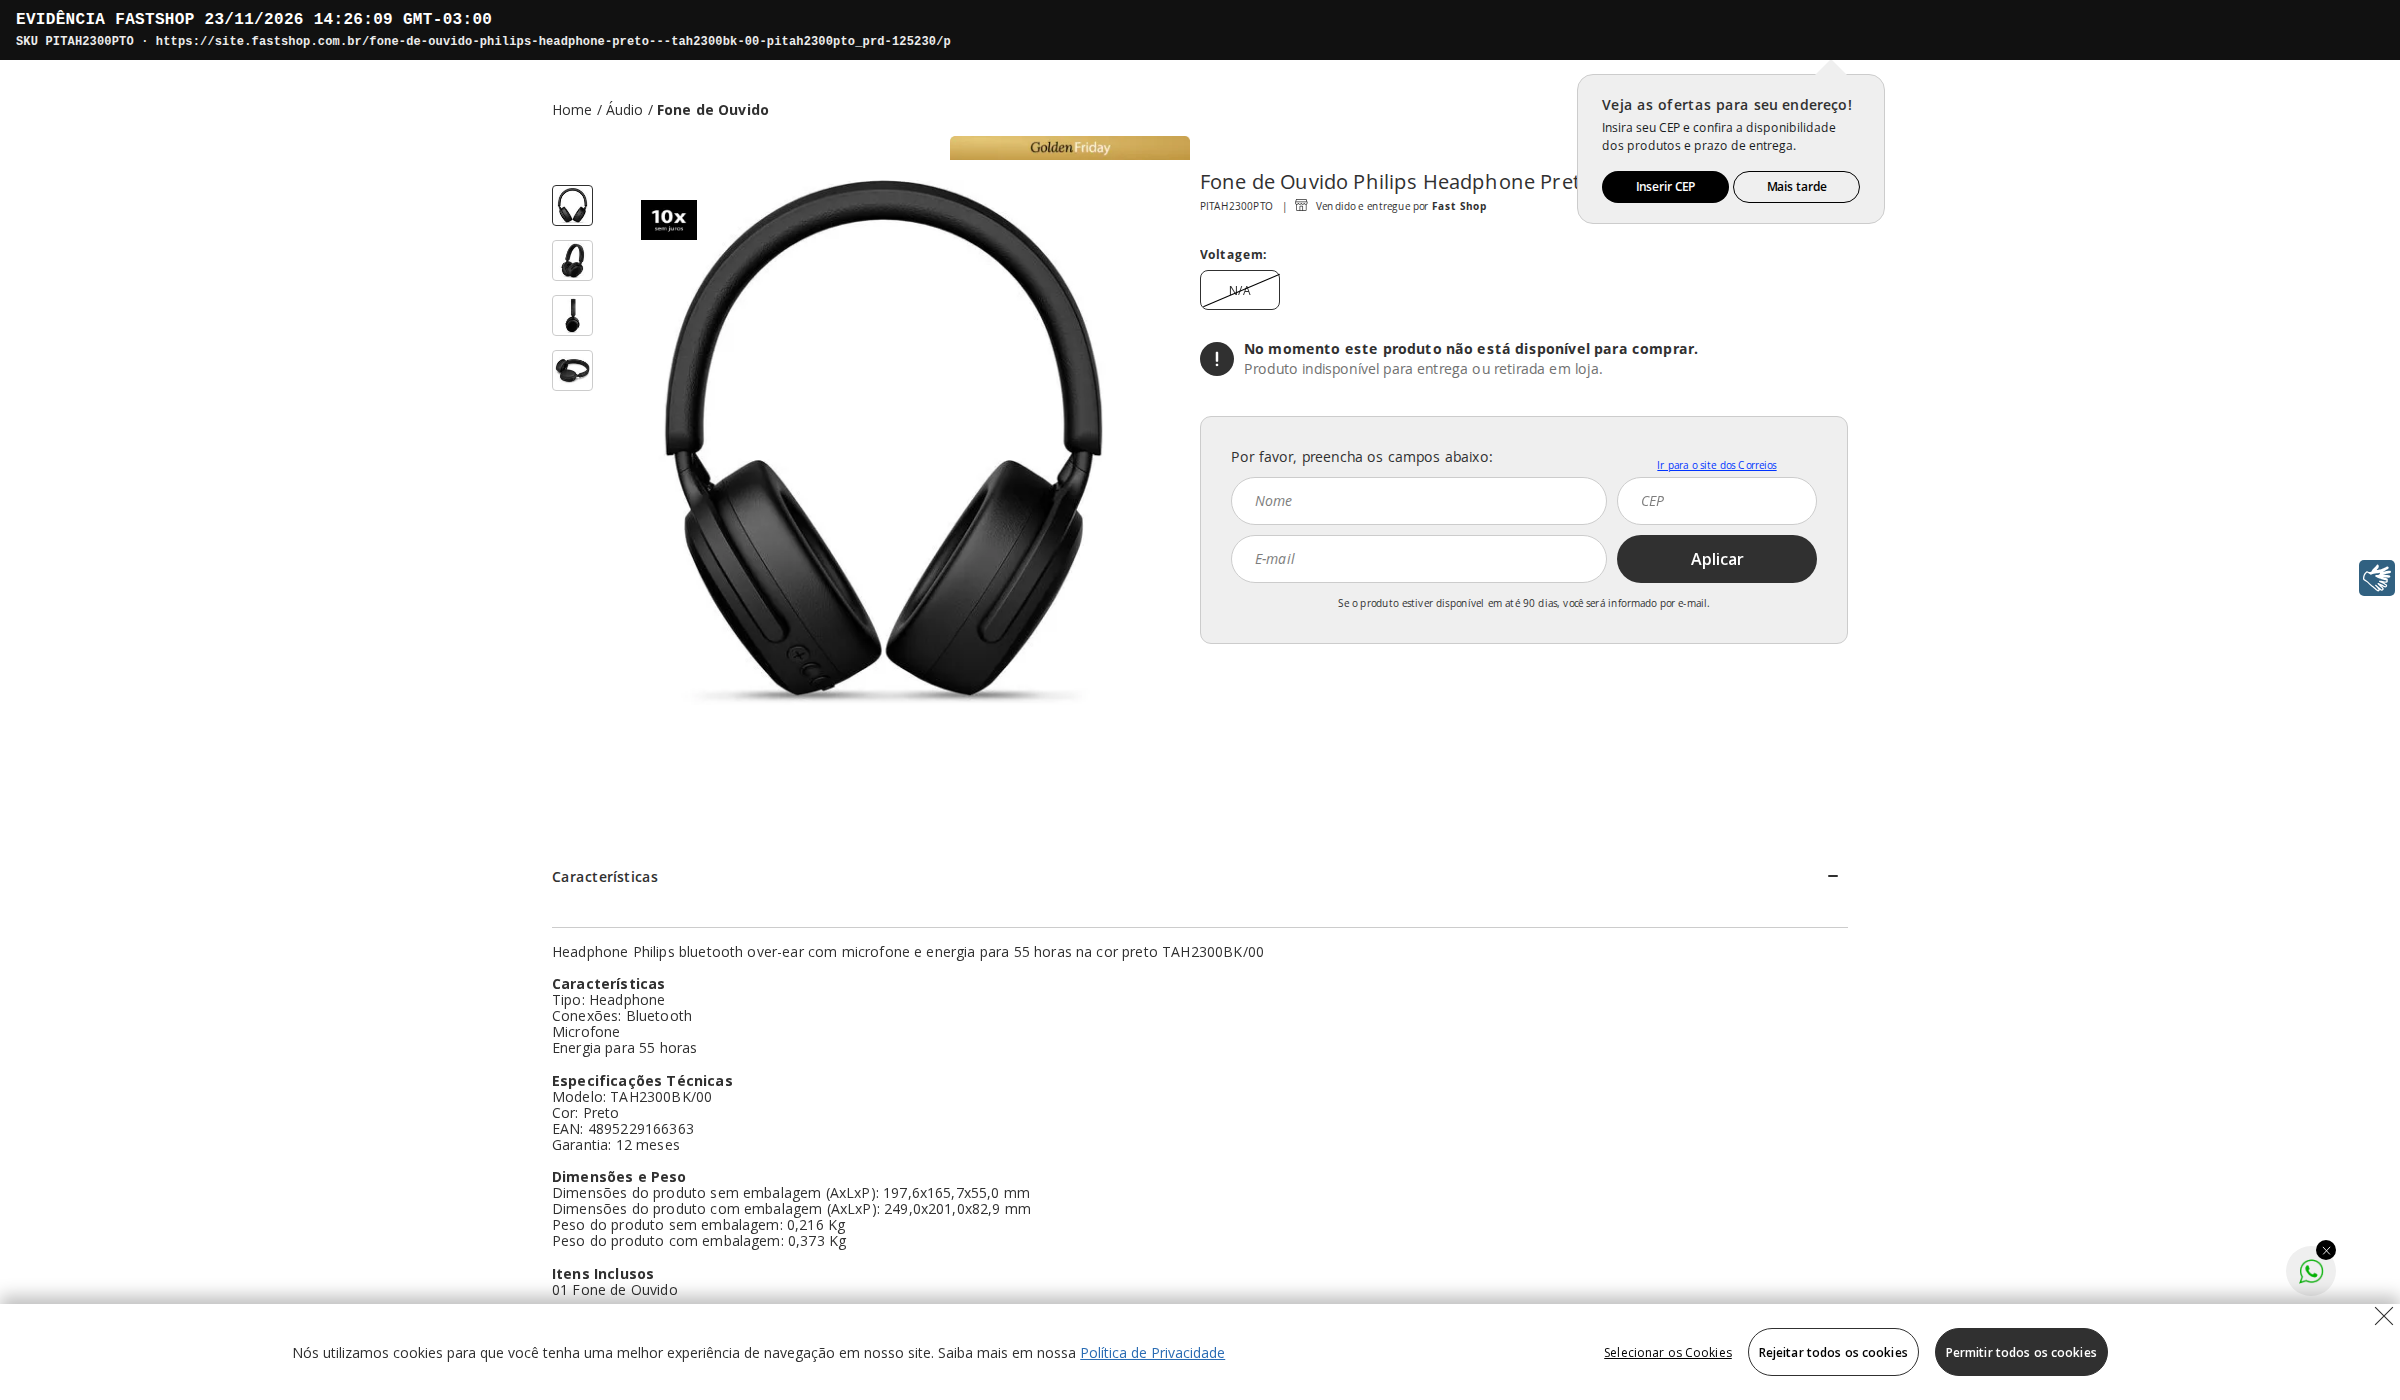 EVIDÊNCIA FASTSHOP 23/11/2026 14:26:09 GMT-03:00
SKU PITAH2300PTO · https://site.fastshop.com.br/fone-de-ouvido-philips-headphone-preto---tah2300bk-00-pitah2300pto_prd-125230/p
Veja as ofertas para seu endereço!
Insira seu CEP e confira a disponibilidade
dos produtos e prazo de entrega.
Inserir CEP
Mais tarde
Home / Áudio / Fone de Ouvido
Golden Friday
10x
sem juros
Fone de Ouvido Philips Headphone Pret
PITAH2300PTO | Vendido e entregue por Fast Shop
Voltagem:
N/A
No momento este produto não está disponível para comprar.
Produto indisponível para entrega ou retirada em loja.
Por favor, preencha os campos abaixo:
Ir para o site dos Correios
Nome
CEP
E-mail
Aplicar
Se o produto estiver disponível em até 90 dias, você será informado por e-mail.
Características
Headphone Philips bluetooth over-ear com microfone e energia para 55 horas na cor preto TAH2300BK/00
Características
Tipo: Headphone
Conexões: Bluetooth
Microfone
Energia para 55 horas
Especificações Técnicas
Modelo: TAH2300BK/00
Cor: Preto
EAN: 4895229166363
Garantia: 12 meses
Dimensões e Peso
Dimensões do produto sem embalagem (AxLxP): 197,6x165,7x55,0 mm
Dimensões do produto com embalagem (AxLxP): 249,0x201,0x82,9 mm
Peso do produto sem embalagem: 0,216 Kg
Peso do produto com embalagem: 0,373 Kg
Itens Inclusos
01 Fone de Ouvido
Nós utilizamos cookies para que você tenha uma melhor experiência de navegação em nosso site. Saiba mais em nossa Política de Privacidade
Selecionar os Cookies
Rejeitar todos os cookies
Permitir todos os cookies